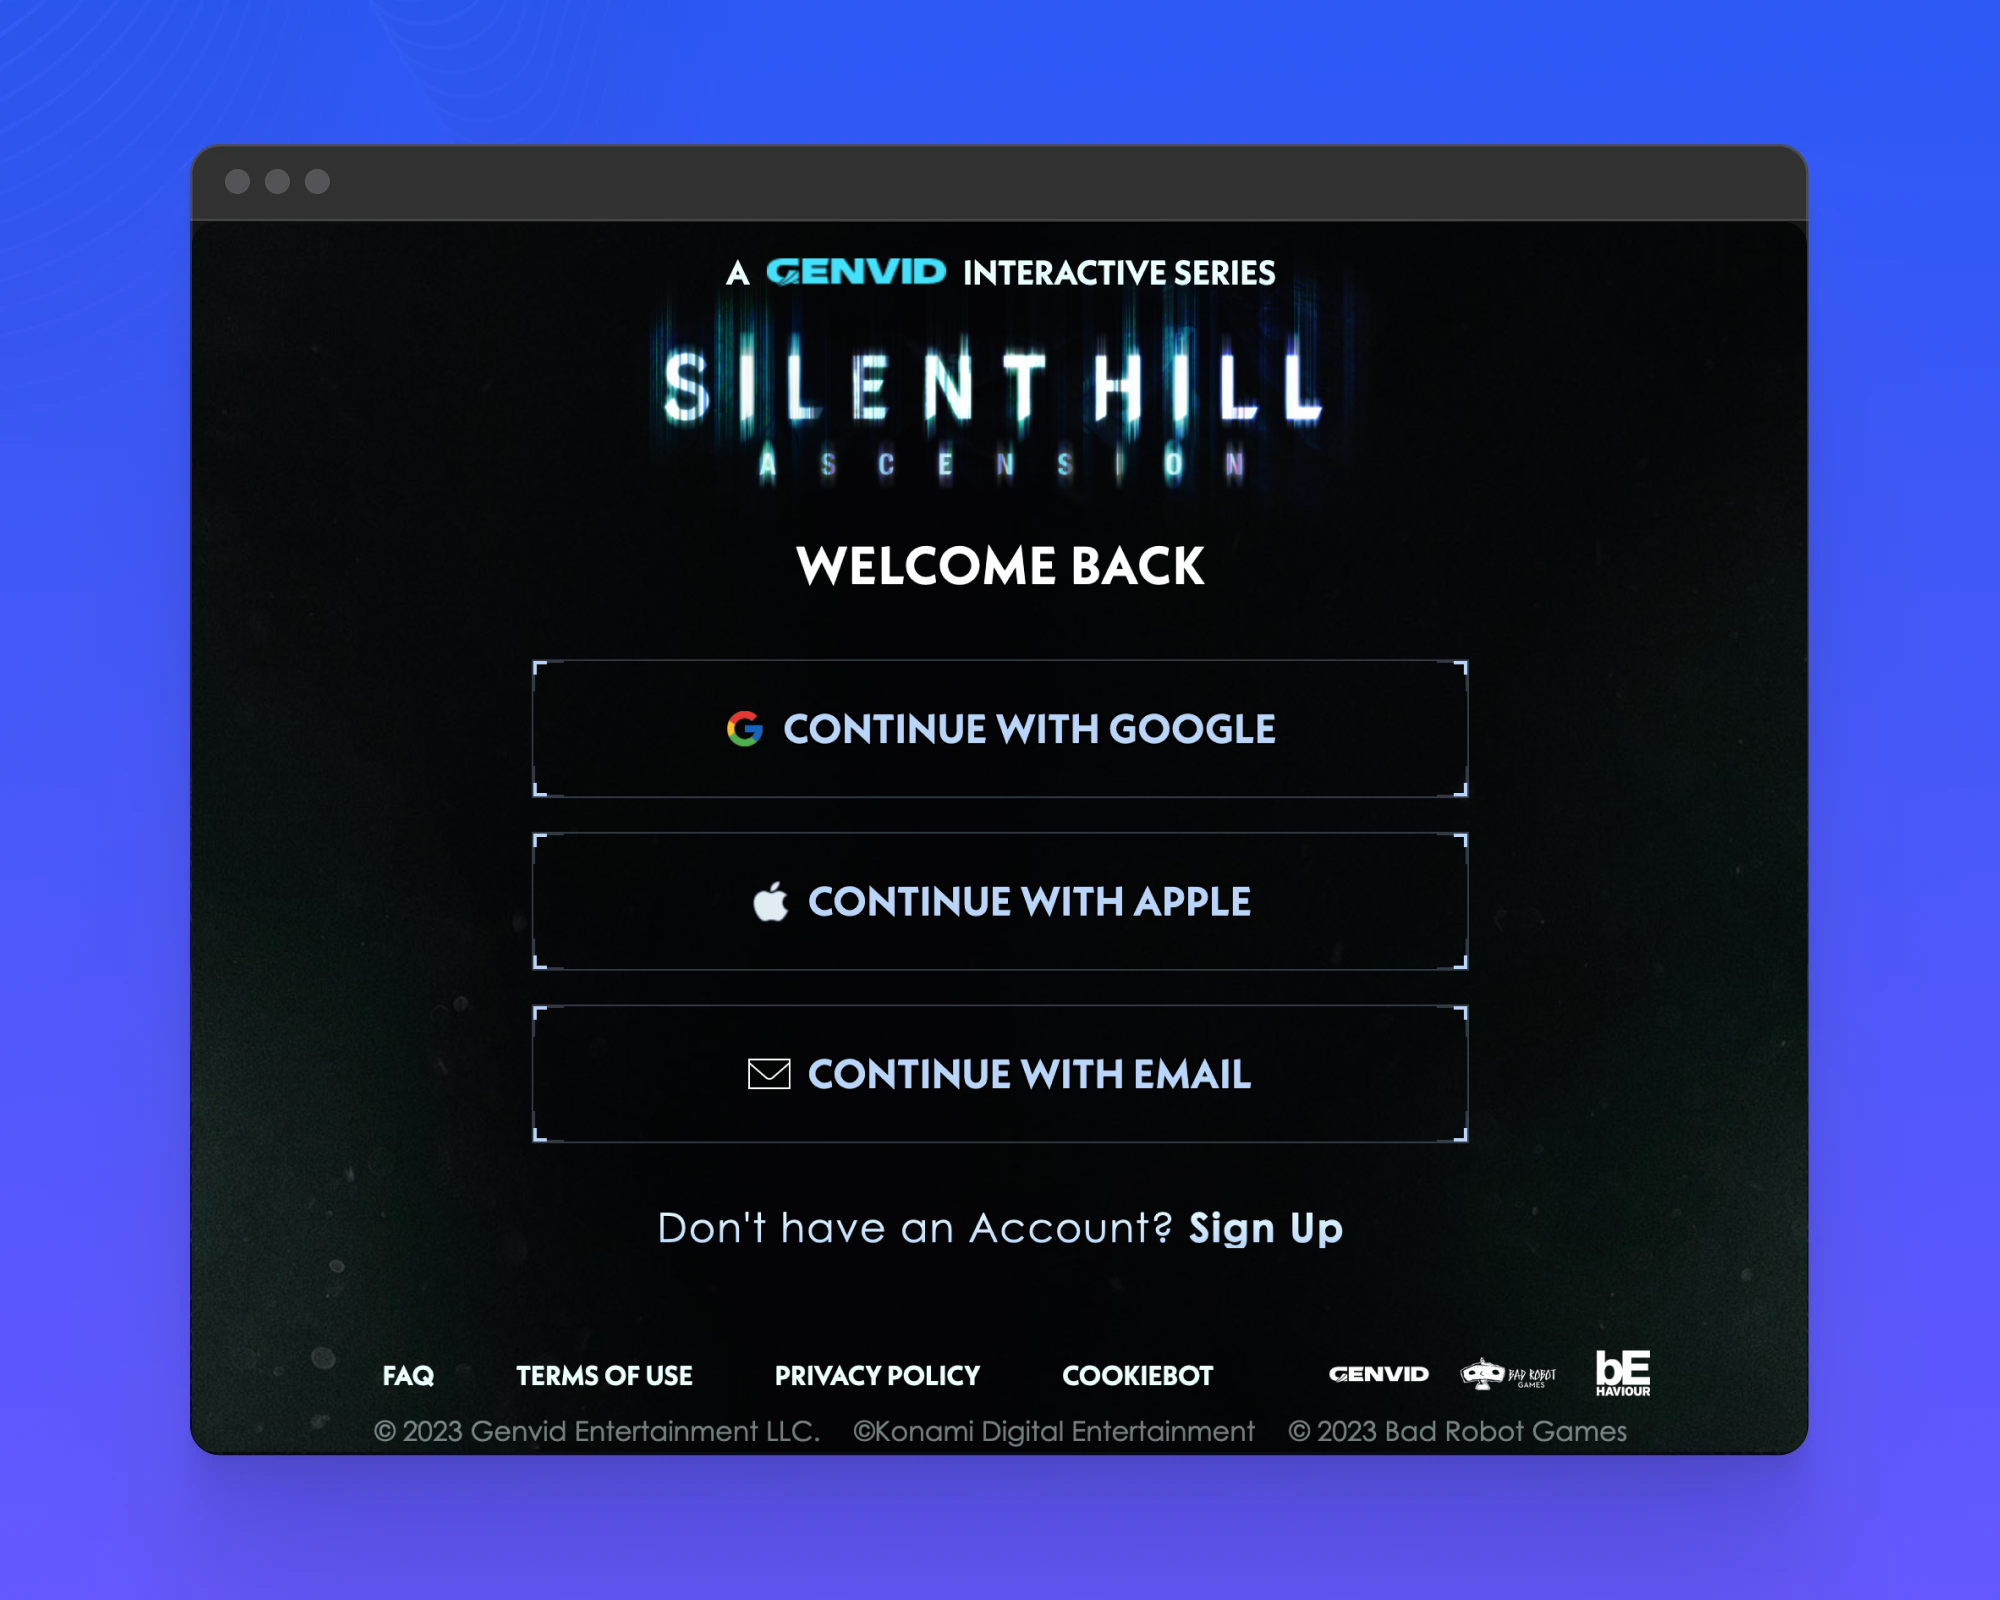 A GENVID INTERACTIVE SERIES
SILENT HILL
ASCENSION
WELCOME BACK
CONTINUE WITH GOOGLE
CONTINUE WITH APPLE
CONTINUE WITH EMAIL
Don't have an Account? Sign Up
FAQ TERMS OF USE PRIVACY POLICY COOKIEBOT GENVID BAD ROBOT GAMES bEHAVIOUR
© 2023 Genvid Entertainment LLC. ©Konami Digital Entertainment © 2023 Bad Robot Games